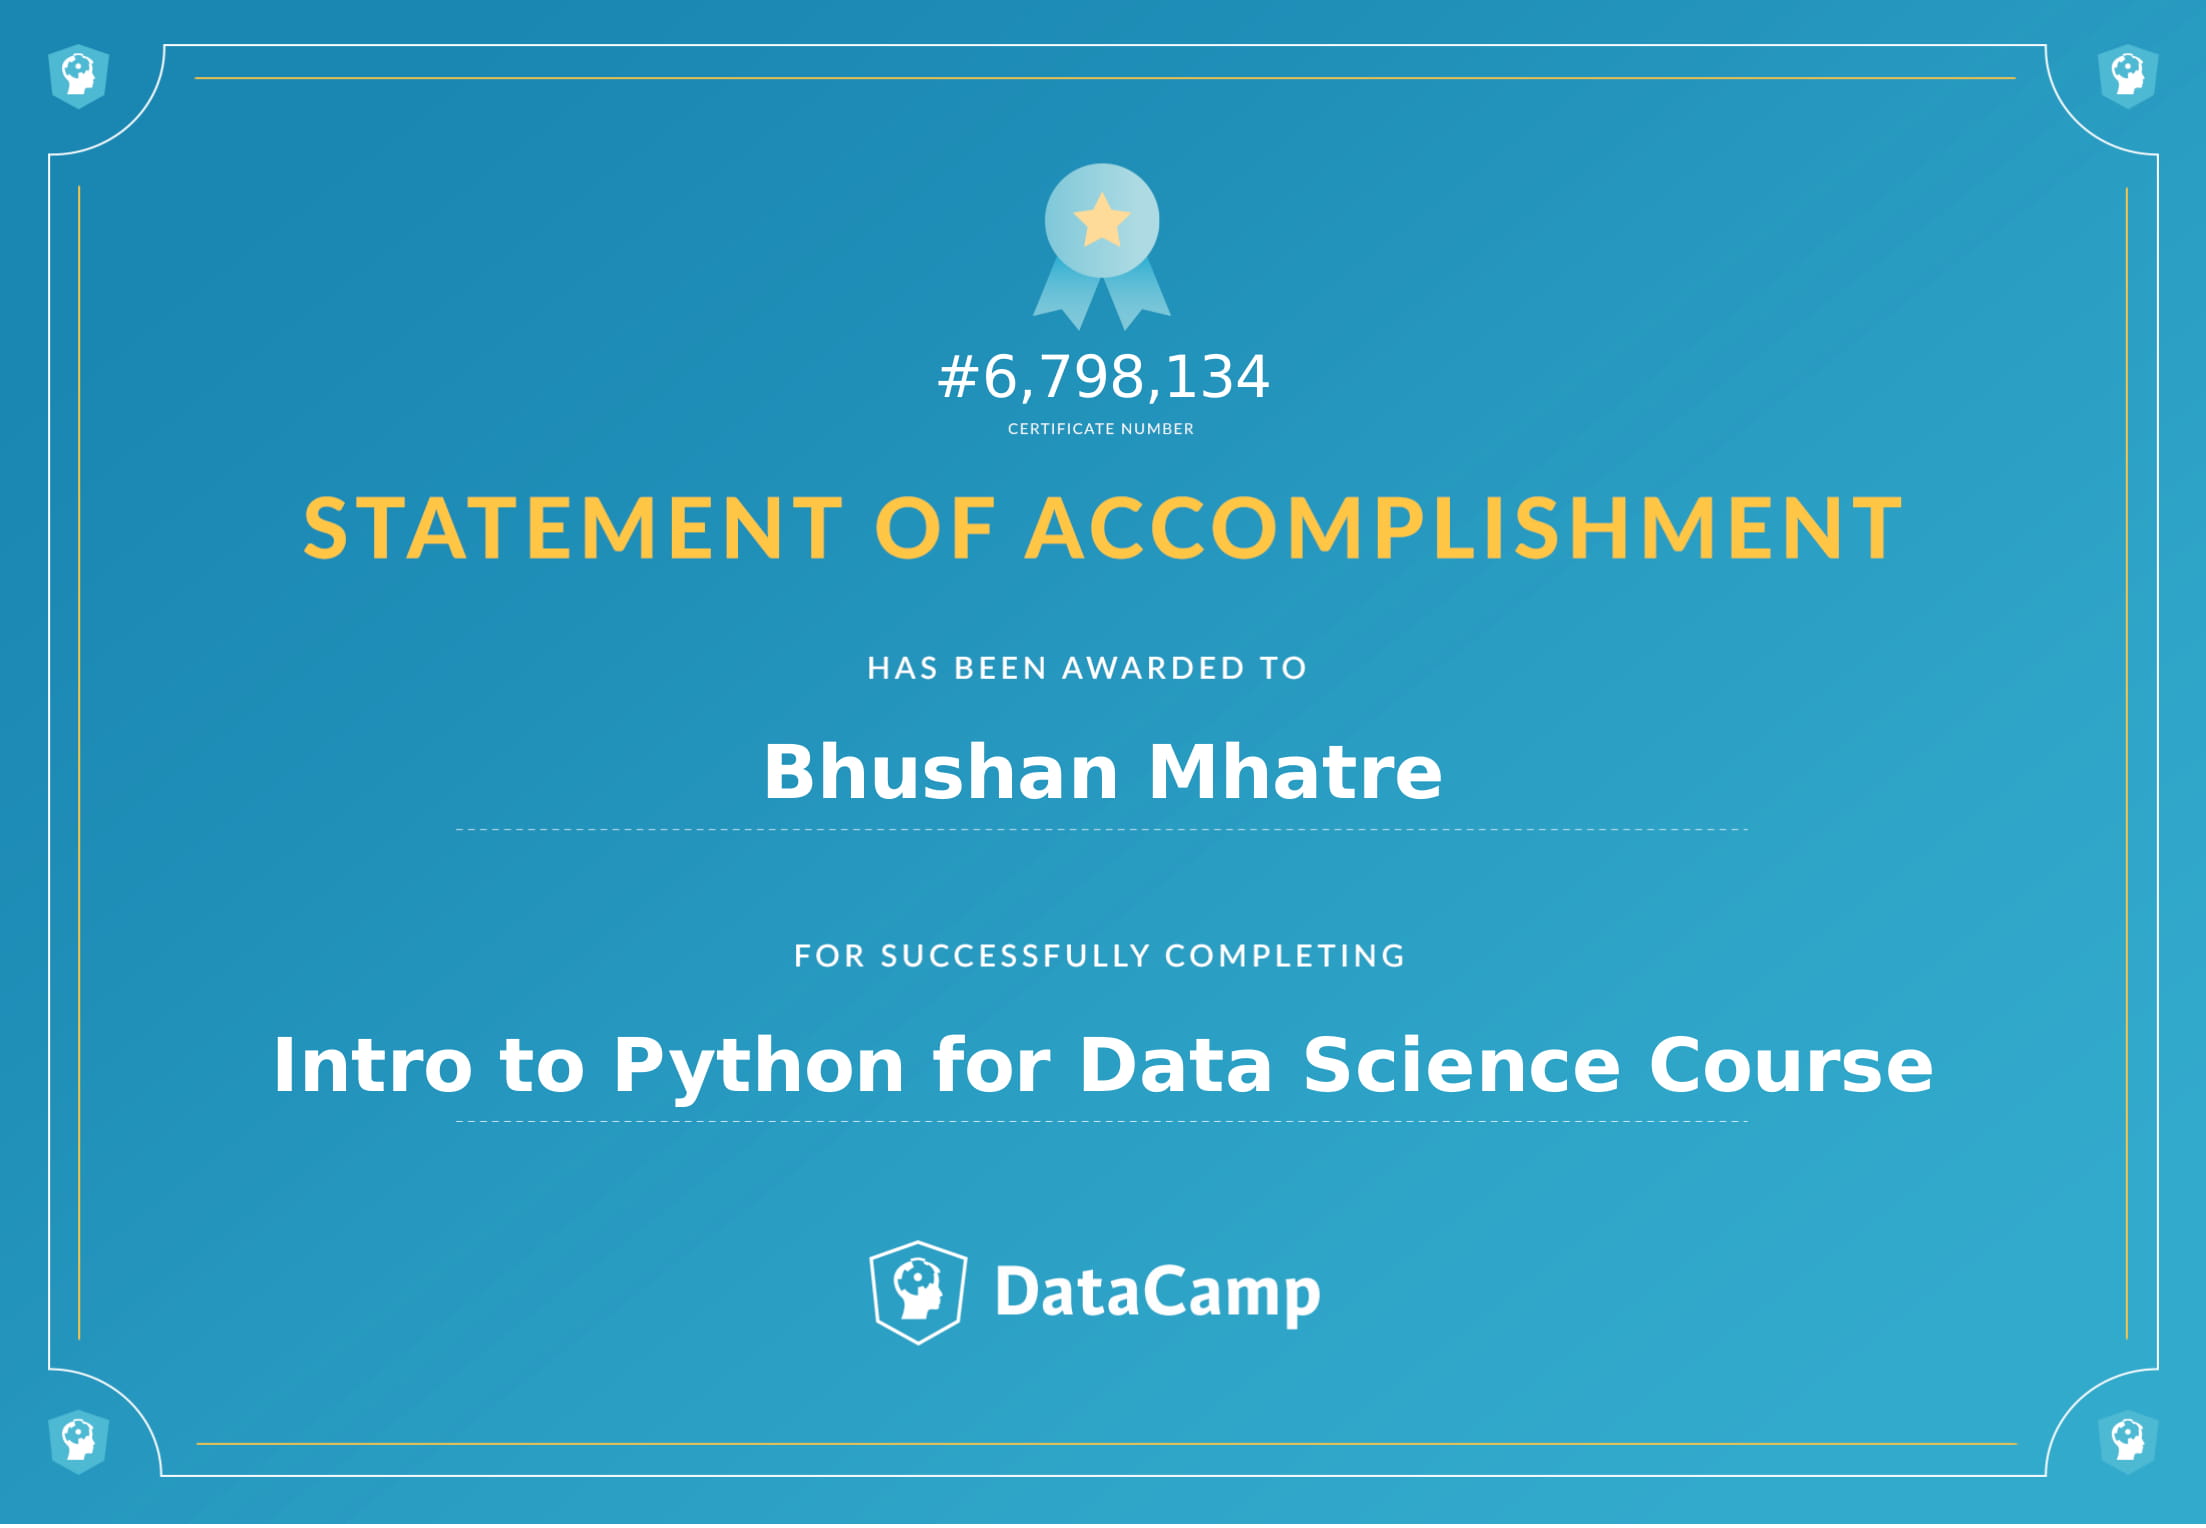 #6,798,134
CERTIFICATE NUMBER
STATEMENT OF ACCOMPLISHMENT
HAS BEEN AWARDED TO
Bhushan Mhatre
FOR SUCCESSFULLY COMPLETING
Intro to Python for Data Science Course
DataCamp